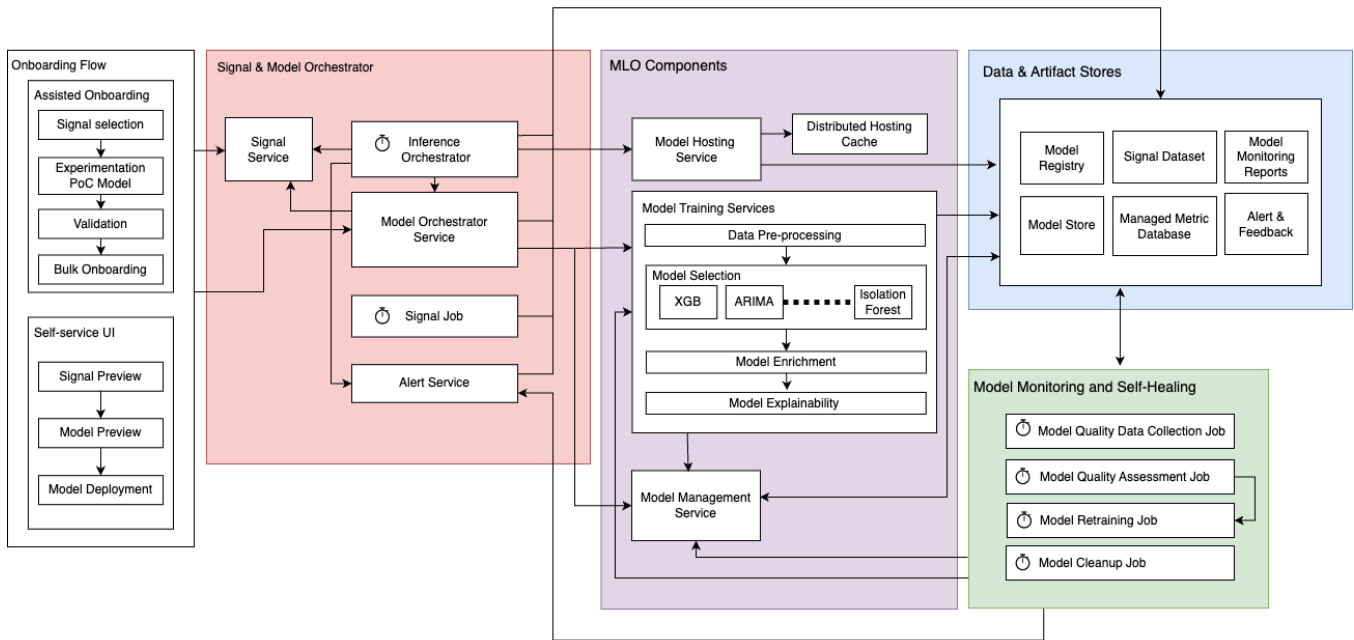 Onboarding Flow
Assisted Onboarding
Signal selection
Experimentation
PoC Model
Validation
Bulk Onboarding
Self-service UI
Signal Preview
Model Preview
Model Deployment
Signal & Model Orchestrator
Signal
Service
Inference
Orchestrator
Model Orchestrator
Service
Signal Job
Alert Service
MLO Components
Model Hosting
Service
Distributed Hosting
Cache
Model Training Services
Data Pre-processing
Model Selection
XGB
ARIMA
Isolation
Forest
Model Enrichment
Model Explainability
Model Management
Service
Data & Artifact Stores
Model
Registry
Signal Dataset
Model
Monitoring
Reports
Model Store
Managed Metric
Database
Alert &
Feedback
Model Monitoring and Self-Healing
Model Quality Data Collection Job
Model Quality Assessment Job
Model Retraining Job
Model Cleanup Job